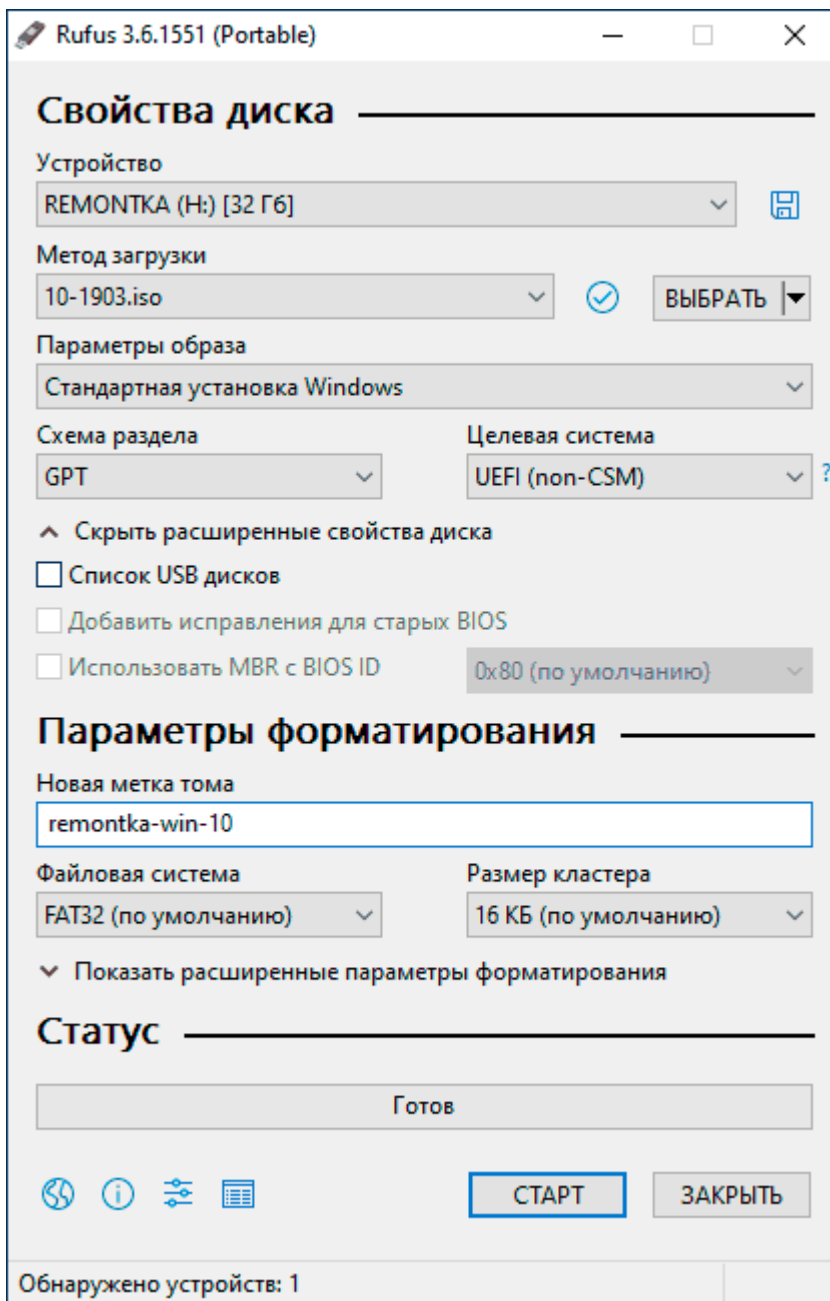 Rufus 3.6.1551 (Portable)
Свойства диска
Устройство
REMONTKA (H:) [32 Гб]
Метод загрузки
10-1903.iso
ВЫБРАТЬ
Параметры образа
Стандартная установка Windows
Схема раздела
Целевая система
GPT
UEFI (non-CSM)
?
Скрыть расширенные свойства диска
Список USB дисков
Добавить исправления для старых BIOS
Использовать MBR с BIOS ID
0x80 (по умолчанию)
Параметры форматирования
Новая метка тома
remontka-win-10
Файловая система
Размер кластера
FAT32 (по умолчанию)
16 КБ (по умолчанию)
Показать расширенные параметры форматирования
Статус
Готов
СТАРТ
ЗАКРЫТЬ
Обнаружено устройств: 1